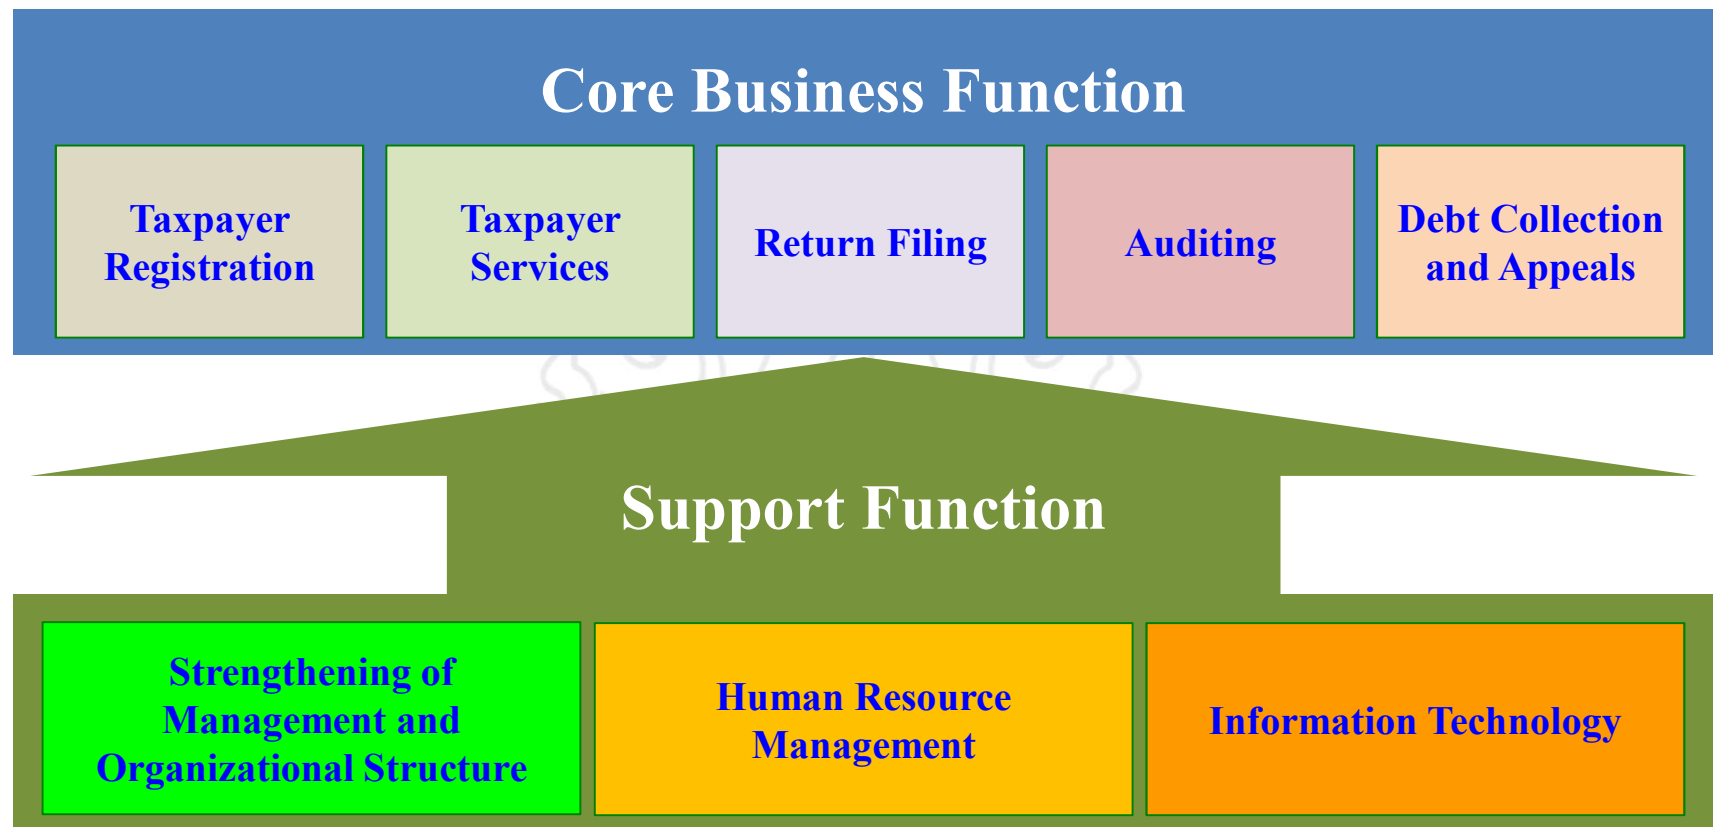 Core Business Function
Taxpayer
Registration
Taxpayer
Services
Return Filing
Auditing
Debt Collection
and Appeals
Support Function
Strengthening of
Management and
Organizational Structure
Human Resource
Management
Information Technology